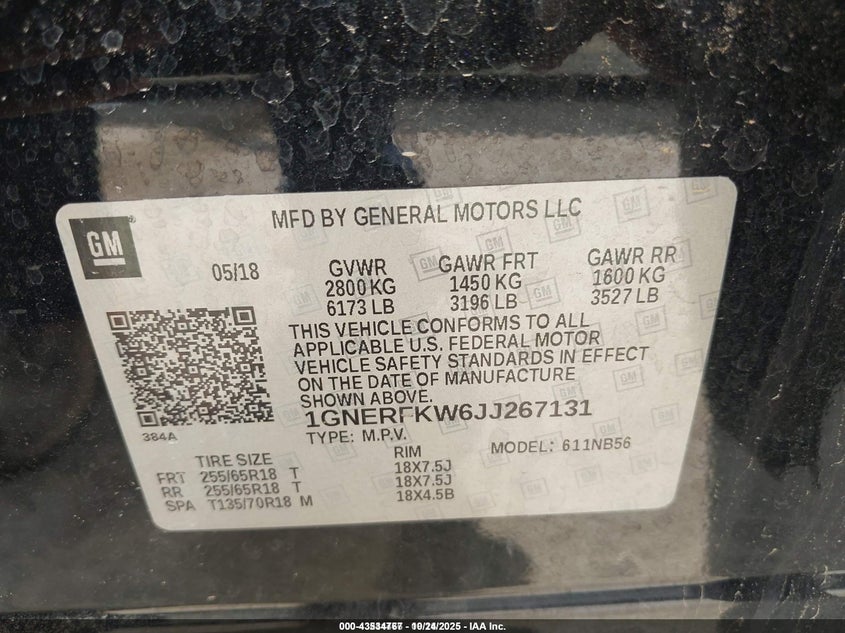 MFD BY GENERAL MOTORS LLC
GM
05/18
GVWR GAWR FRT GAWR RR
2800 KG 1450 KG 1600 KG
6173 LB 3196 LB 3527 LB
THIS VEHICLE CONFORMS TO ALL
APPLICABLE U.S. FEDERAL MOTOR
VEHICLE SAFETY STANDARDS IN EFFECT
ON THE DATE OF MANUFACTURE
SHOWN ABOVE.
1GNERFKW6JJ267131
384A
TYPE: M.P.V. MODEL: 611NB56
TIRE SIZE RIM
FRT 255/65R18 T 18X7.5J
RR 255/65R18 T 18X7.5J
SPA T135/70R18 M 18X4.5B
- IAA Inc.